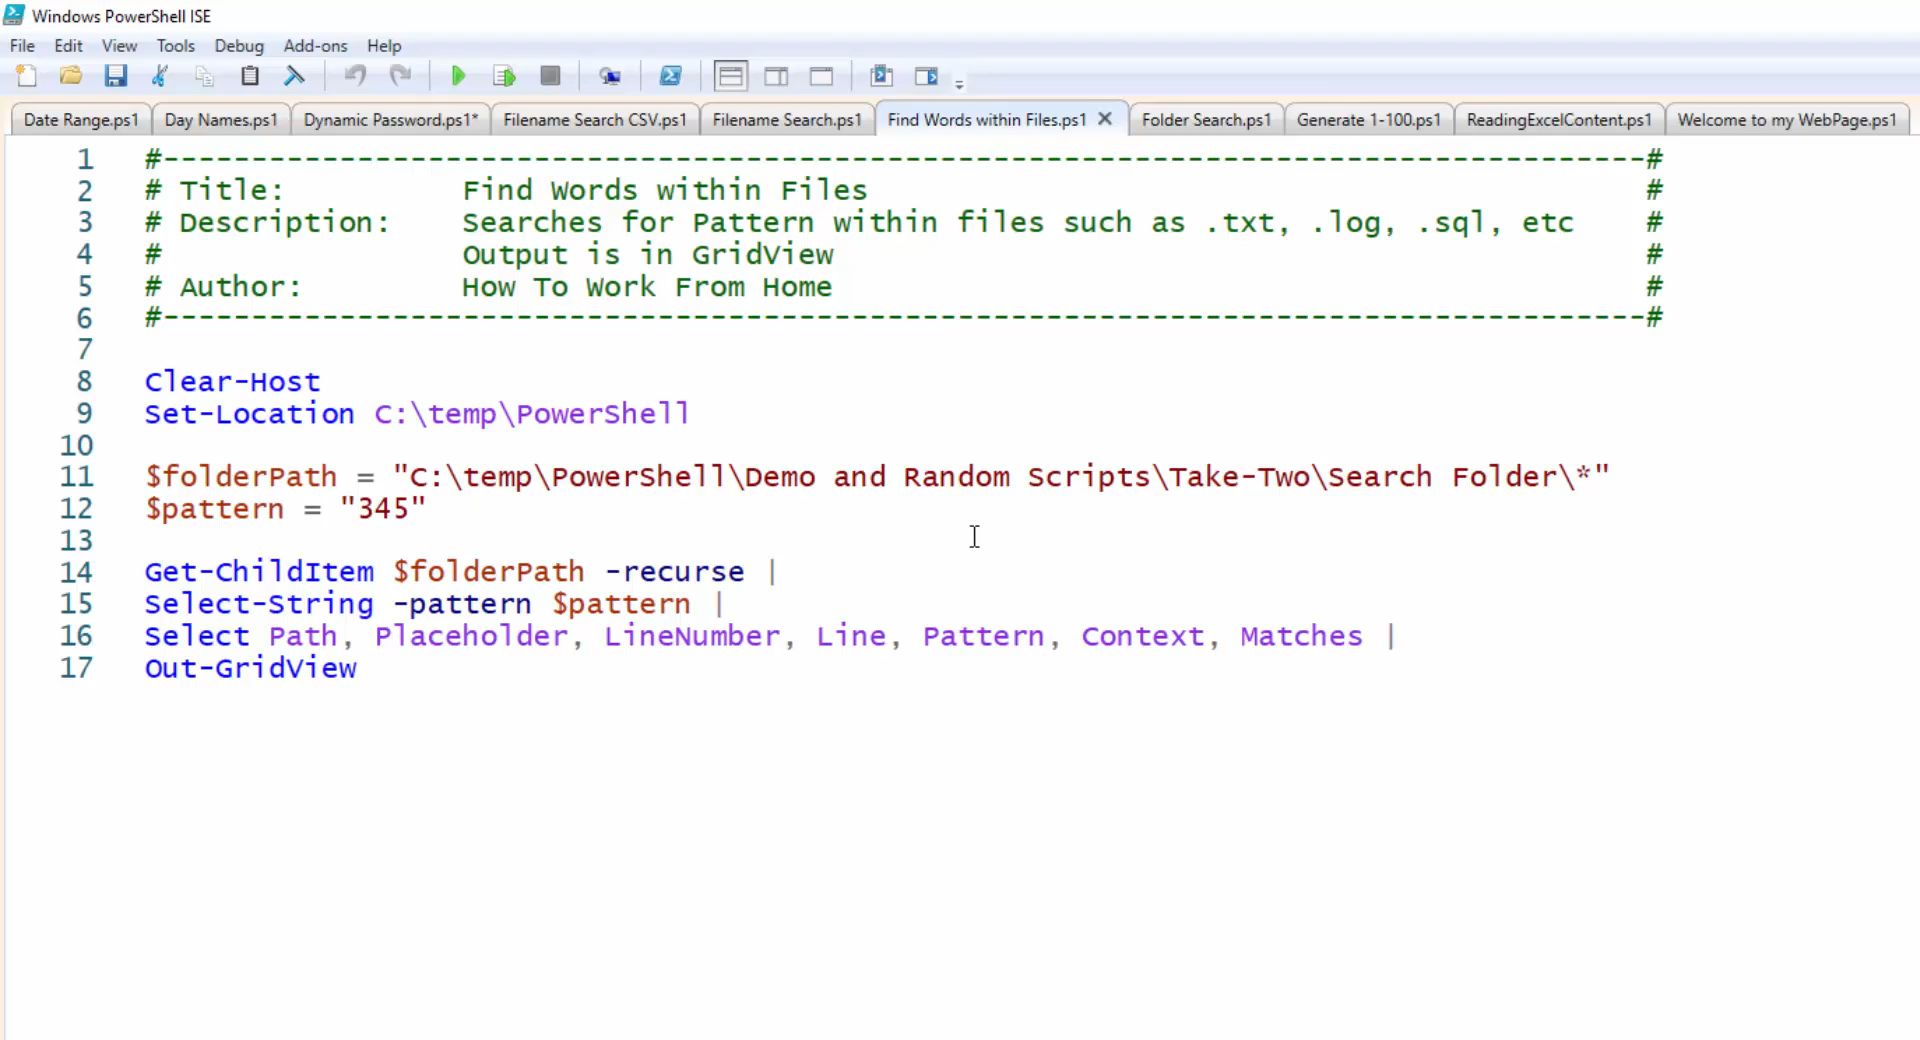 Windows PowerShell ISE
File Edit View Tools Debug Add-ons Help
Date Range.ps1 Day Names.ps1 Dynamic Password.ps1* Filename Search CSV.ps1 Filename Search.ps1 Find Words within Files.ps1 Folder Search.ps1 Generate 1-100.ps1 ReadingExcelContent.ps1 Welcome to my WebPage.ps1
1 #------------------------------------------------------------------------------------#
2 # Title: Find Words within Files #
3 # Description: Searches for Pattern within files such as .txt, .log, .sql, etc #
4 # Output is in GridView #
5 # Author: How To Work From Home #
6 #------------------------------------------------------------------------------------#
7
8 Clear-Host
9 Set-Location C:\temp\PowerShell
10
11 $folderPath = "C:\temp\PowerShell\Demo and Random Scripts\Take-Two\Search Folder\*"
12 $pattern = "345"
13
14 Get-ChildItem $folderPath -recurse |
15 Select-String -pattern $pattern |
16 Select Path, Placeholder, LineNumber, Line, Pattern, Context, Matches |
17 Out-GridView